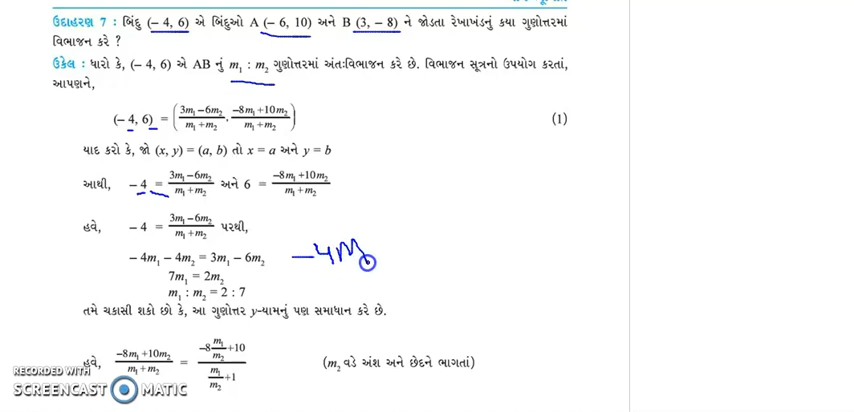 ઉદાહરણ 7 : બિંદુ (– 4, 6) એ બિંદુઓ A (– 6, 10) અને B (3, – 8) ને જોડતા રેખાખંડનું કયા ગુણોત્તરમાં
વિભાજન કરે ?
ઉકેલ : ધારો કે, (– 4, 6) એ AB નું m₁ : m₂ ગુણોત્તરમાં અંતઃવિભાજન કરે છે. વિભાજન સૂત્રનો ઉપયોગ કરતાં,
આપણને,
(– 4, 6) = ((3m₁ – 6m₂)/(m₁ + m₂), (–8m₁ + 10m₂)/(m₁ + m₂)) (1)
યાદ કરો કે, જો (x, y) = (a, b) તો x = a અને y = b
આથી, – 4 = (3m₁ – 6m₂)/(m₁ + m₂) અને 6 = (–8m₁ + 10m₂)/(m₁ + m₂)
હવે, – 4 = (3m₁ – 6m₂)/(m₁ + m₂) પરથી,
– 4m₁ – 4m₂ = 3m₁ – 6m₂ –4m
7m₁ = 2m₂
m₁ : m₂ = 2 : 7
તમે ચકાસી શકો છો કે, આ ગુણોત્તર y-યામનું પણ સમાધાન કરે છે.
હવે, (–8m₁ + 10m₂)/(m₁ + m₂) = (–8 m₁/m₂ + 10)/(m₁/m₂ + 1) (m₂ વડે અંશ અને છેદને ભાગતાં)
RECORDED WITH
SCREENCAST MATIC